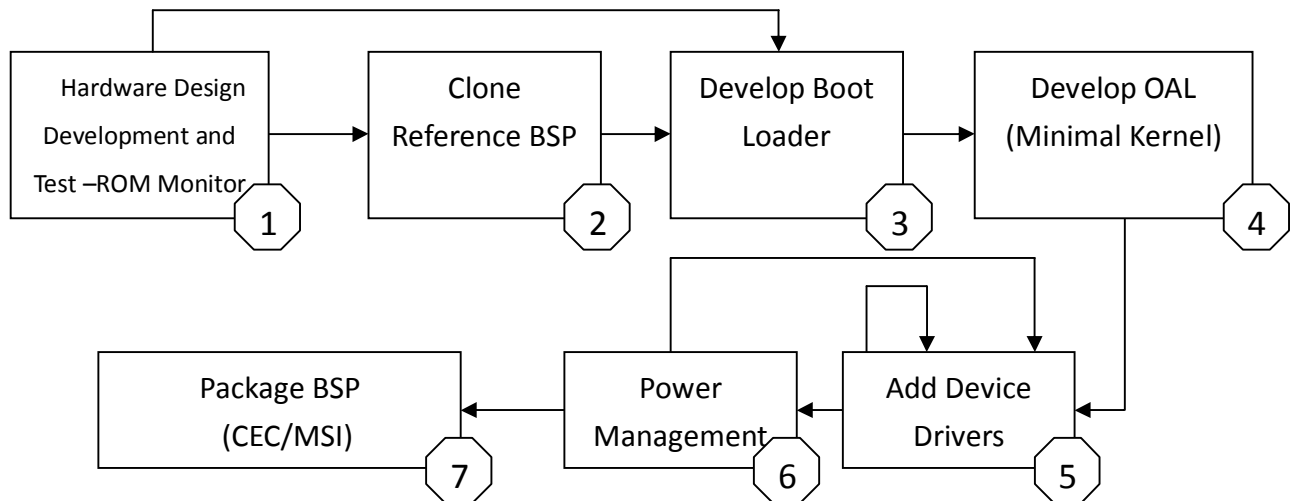 Hardware Design
Development and
Test –ROM Monitor
1
Clone
Reference BSP
2
Develop Boot
Loader
3
Develop OAL
(Minimal Kernel)
4
Package BSP
(CEC/MSI)
7
Power
Management
6
Add Device
Drivers
5